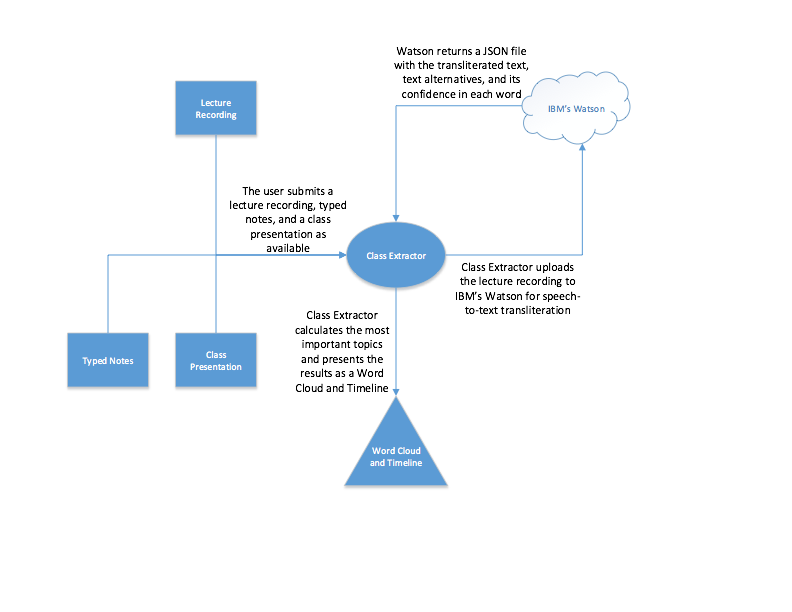 Watson returns a JSON file
with the transliterated text,
text alternatives, and its
confidence in each word
IBM's Watson
Lecture
Recording
The user submits a
lecture recording, typed
notes, and a class
presentation as
available
Class Extractor
Class Extractor uploads
the lecture recording to
IBM's Watson for speech-
to-text transliteration
Class Extractor
calculates the most
important topics
and presents the
results as a Word
Cloud and Timeline
Typed Notes
Class
Presentation
Word Cloud
and Timeline